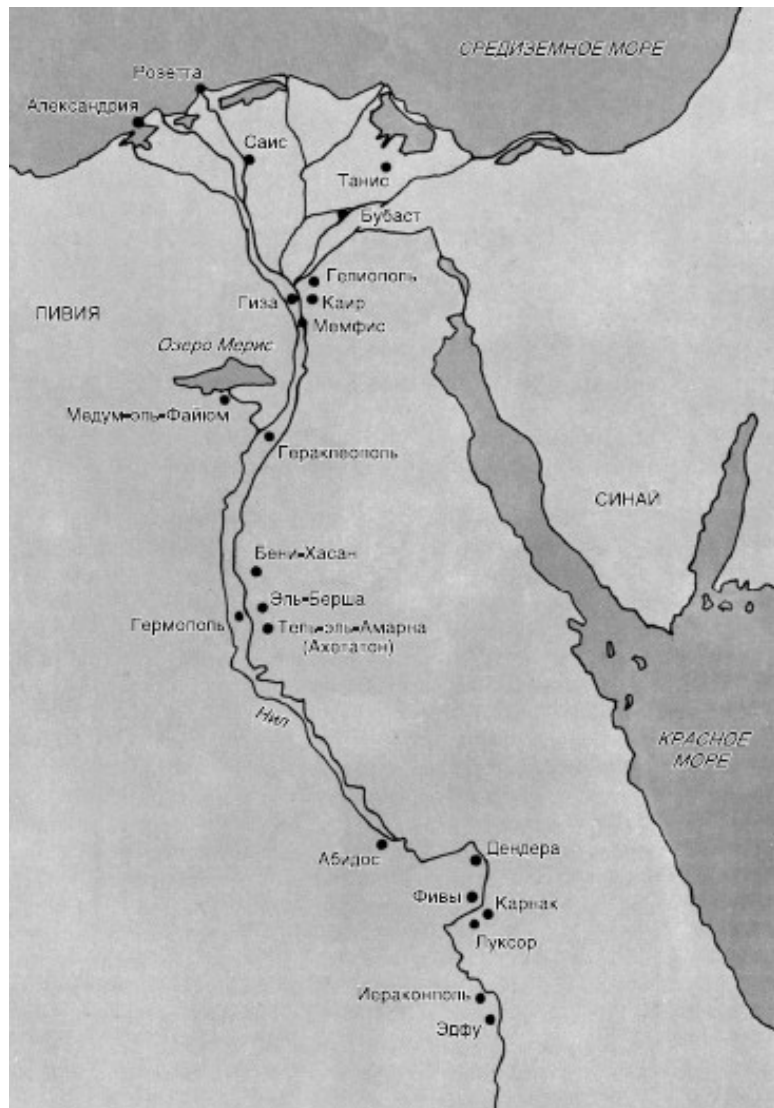 СРЕДИЗЕМНОЕ МОРЕ
Розетта
Александрия
Саис
Танис
Бубаст
Гелиополь
Гиза
Каир
ЛИВИЯ
Мемфис
Озеро Мерис
Медум-эль-Файюм
Гераклеополь
СИНАЙ
Бени-Хасан
Эль-Берша
Гермополь
Тель-эль-Амарна
(Ахетатон)
Нил
КРАСНОЕ
МОРЕ
Абидос
Дендера
Фивы
Карнак
Луксор
Иераконполь
Эдфу